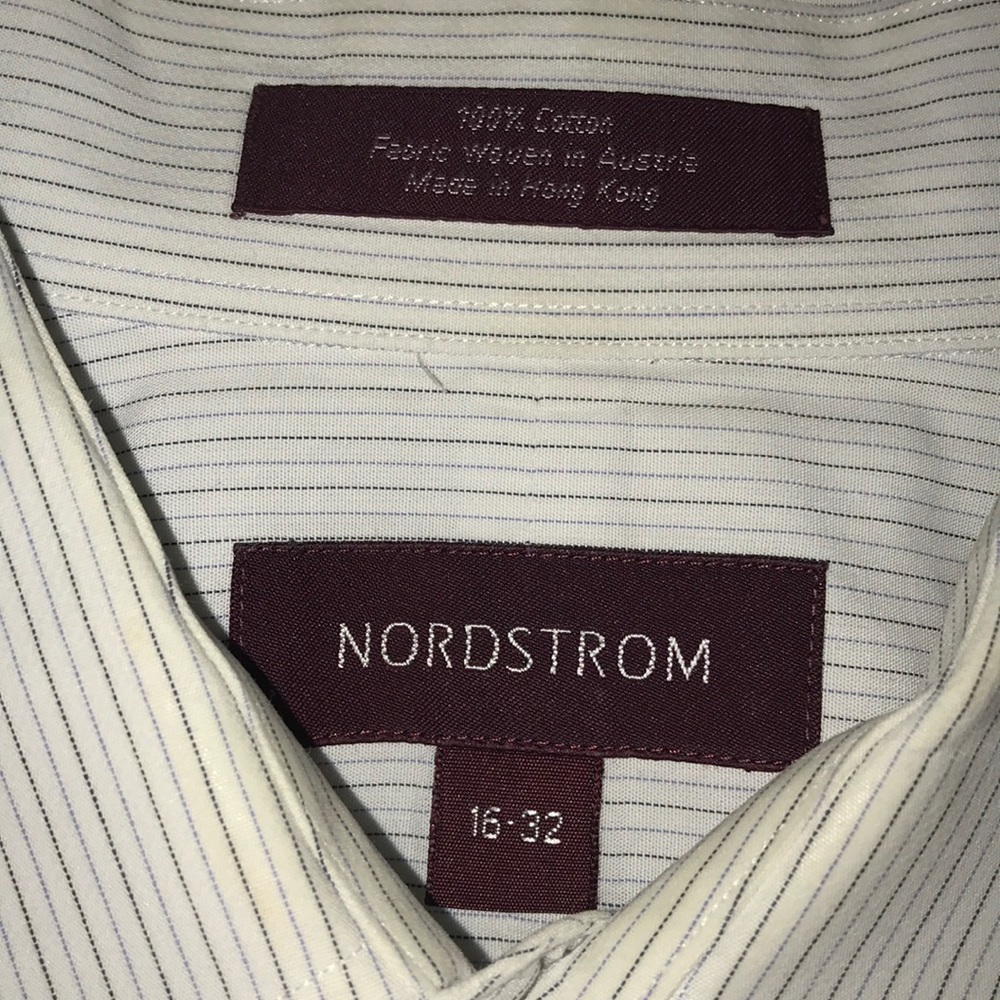 100% Cotton
Fabric Woven in Austria
Made in Hong Kong
NORDSTROM
16-32